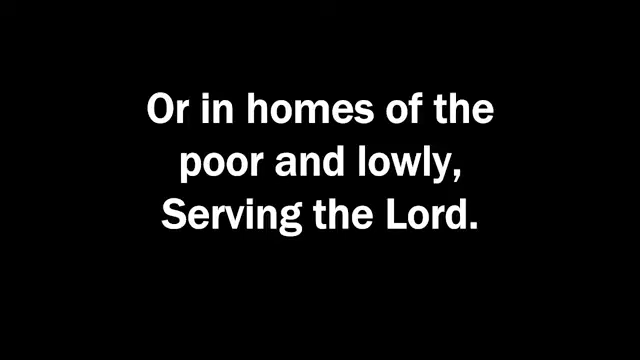 Or in homes of the
poor and lowly,
Serving the Lord.